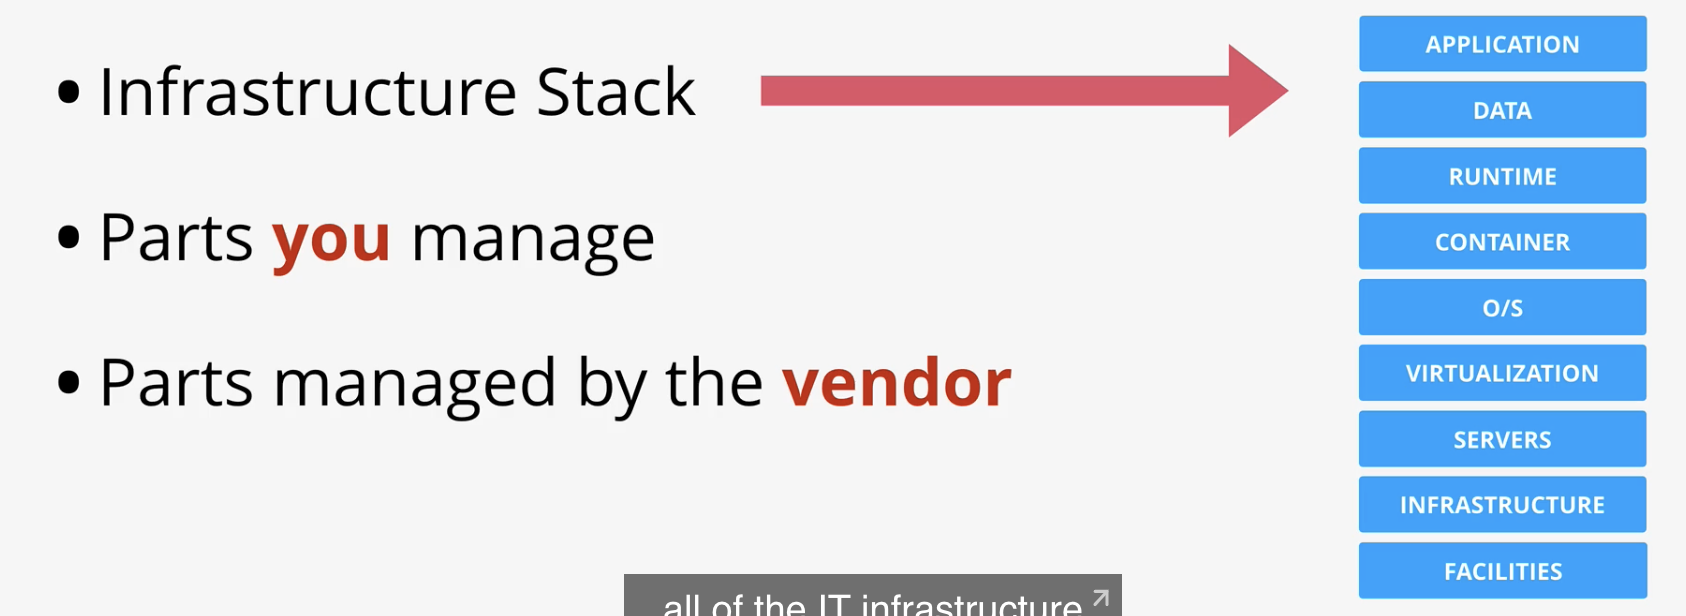 • Infrastructure Stack
• Parts you manage
• Parts managed by the vendor
APPLICATION
DATA
RUNTIME
CONTAINER
O/S
VIRTUALIZATION
SERVERS
INFRASTRUCTURE
FACILITIES
all of the IT infrastructure